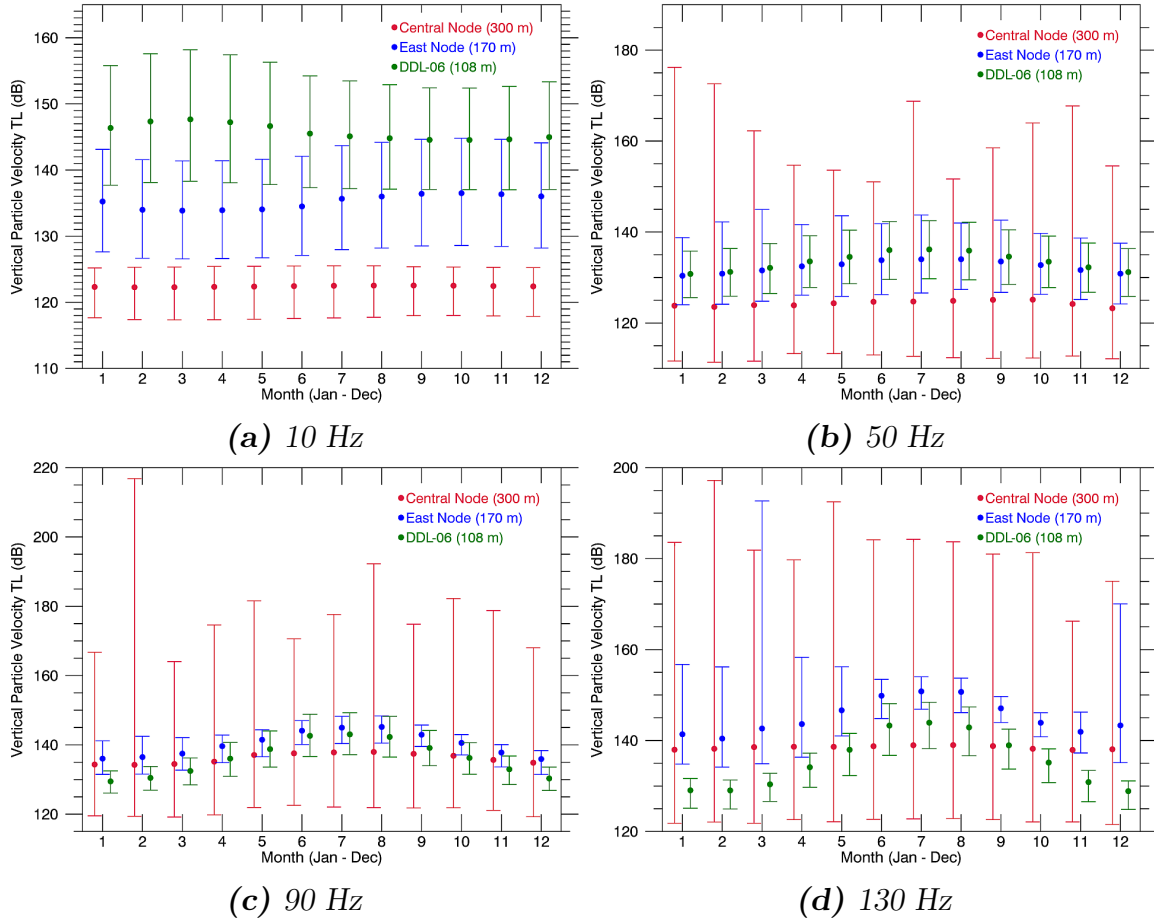 160
150
140
130
120
110
Vertical Particle Velocity TL (dB)
Central Node (300 m)
East Node (170 m)
DDL-06 (108 m)
1 2 3 4 5 6 7 8 9 10 11 12
Month (Jan - Dec)
(a) 10 Hz
180
160
140
120
Vertical Particle Velocity TL (dB)
Central Node (300 m)
East Node (170 m)
DDL-06 (108 m)
1 2 3 4 5 6 7 8 9 10 11 12
Month (Jan - Dec)
(b) 50 Hz
220
200
180
160
140
120
Vertical Particle Velocity TL (dB)
Central Node (300 m)
East Node (170 m)
DDL-06 (108 m)
1 2 3 4 5 6 7 8 9 10 11 12
Month (Jan - Dec)
(c) 90 Hz
200
180
160
140
120
Vertical Particle Velocity TL (dB)
Central Node (300 m)
East Node (170 m)
DDL-06 (108 m)
1 2 3 4 5 6 7 8 9 10 11 12
Month (Jan - Dec)
(d) 130 Hz